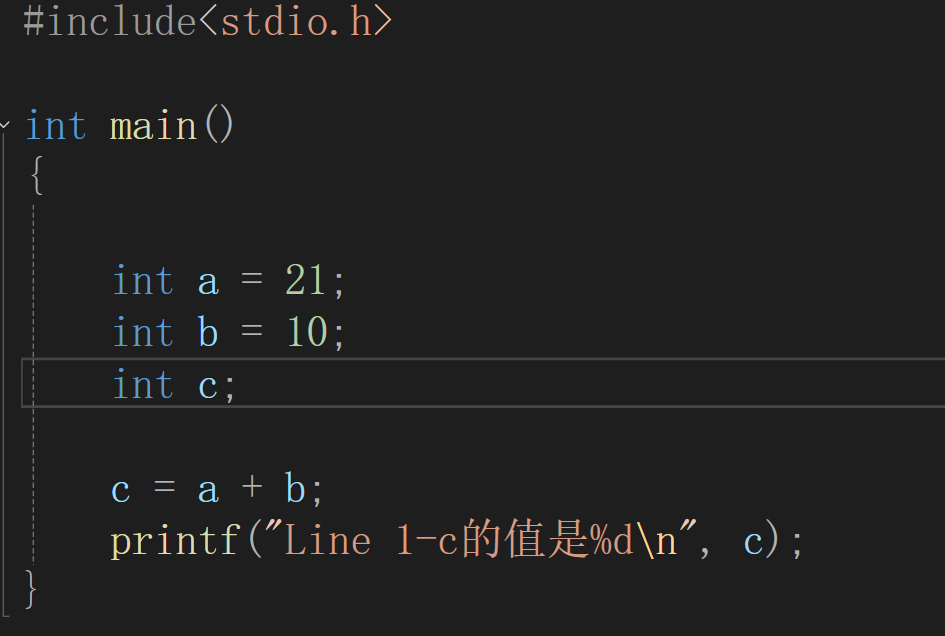 #include<stdio.h>
int main()
{
int a = 21;
int b = 10;
int c;
c = a + b;
printf("Line 1-c的值是%d\n", c);
}